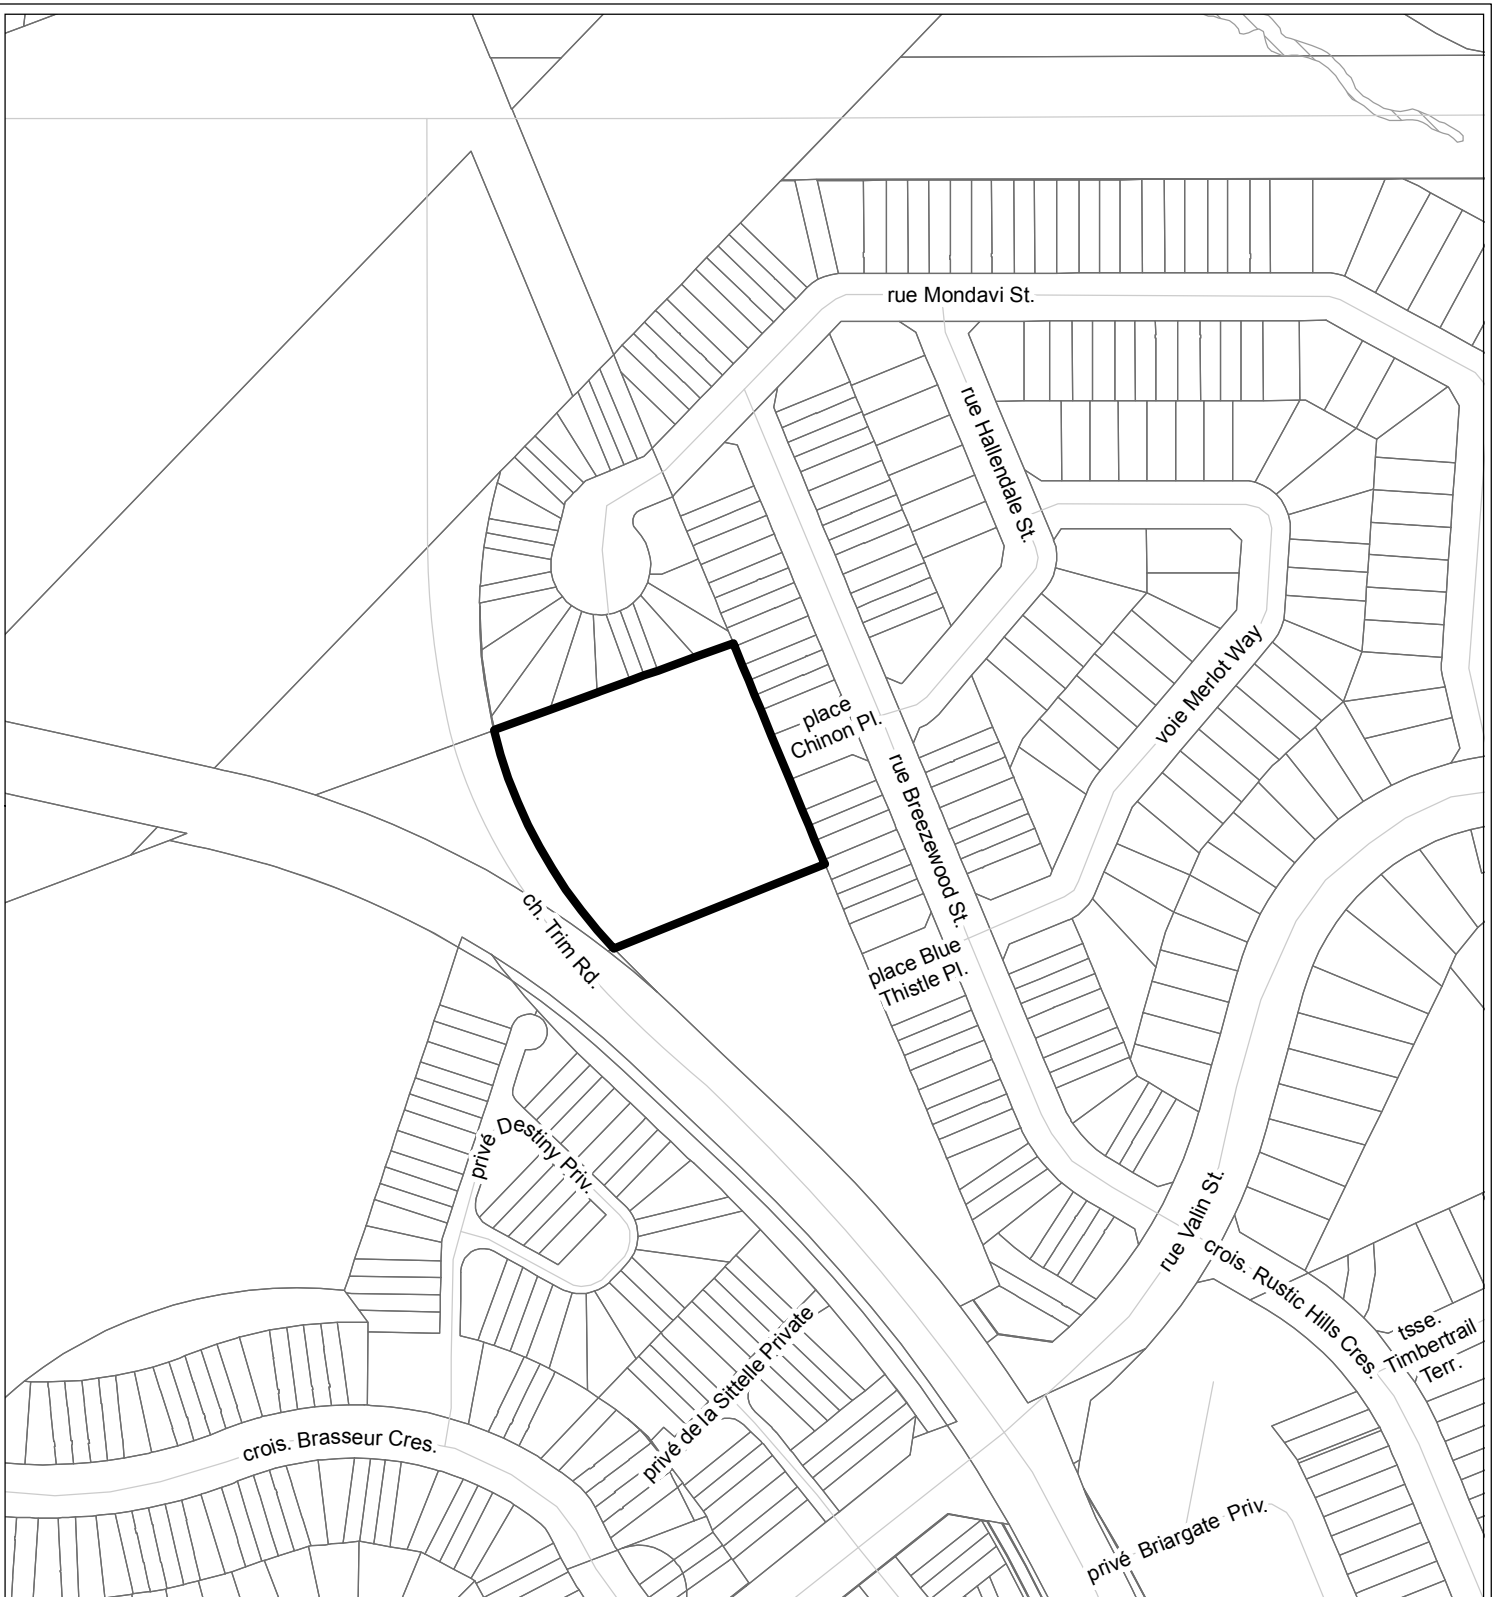 rue Mondavi St.
rue Hallendale St.
voie Merlot Way
place
Chinon Pl.
rue Breezewood St.
ch. Trim Rd.
place Blue
Thistle Pl.
privé Destiny Priv.
rue Valin St.
crois. Rustic Hills Cres.
tsse.
Timbertrail
Terr.
privé de la Sittelle Private
crois. Brasseur Cres.
privé Briargate Priv.